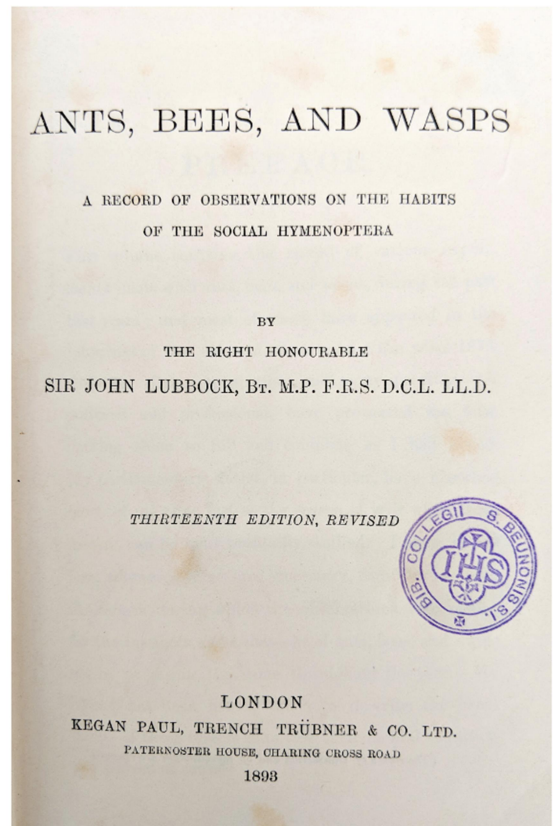 ANTS, BEES, AND WASPS
A RECORD OF OBSERVATIONS ON THE HABITS
OF THE SOCIAL HYMENOPTERA
BY
THE RIGHT HONOURABLE
SIR JOHN LUBBOCK, BT. M.P. F.R.S. D.C.L. LL.D.
THIRTEENTH EDITION, REVISED
BIB. COLLEGII S. BEUNONIS S.I.
IHS
LONDON
KEGAN PAUL, TRENCH TRÜBNER & CO. LTD.
PATERNOSTER HOUSE, CHARING CROSS ROAD
1893